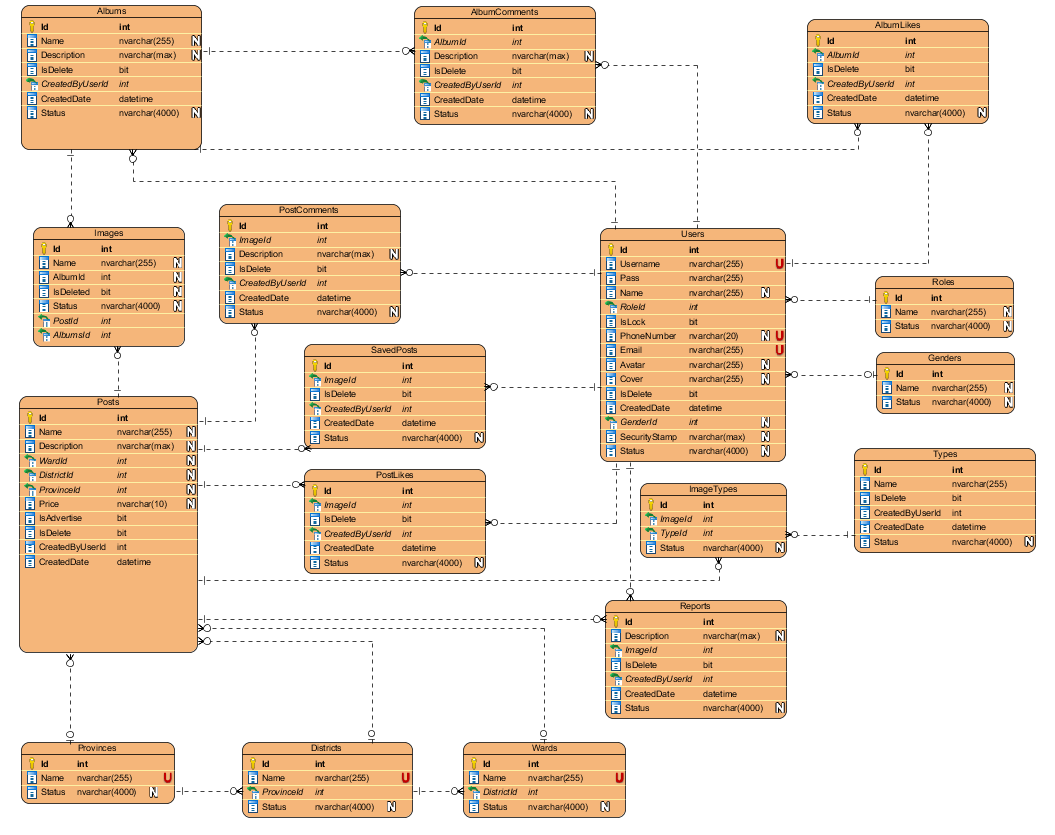 Albums
Id int
Name nvarchar(255) N
Description nvarchar(max) N
IsDelete bit
CreatedByUserId int
CreatedDate datetime
Status nvarchar(4000) N
AlbumComments
Id int
AlbumId int
Description nvarchar(max) N
IsDelete bit
CreatedByUserId int
CreatedDate datetime
Status nvarchar(4000) N
AlbumLikes
Id int
AlbumId int
IsDelete bit
CreatedByUserId int
CreatedDate datetime
Status nvarchar(4000) N
Images
Id int
Name nvarchar(255) N
AlbumId int N
IsDeleted bit N
Status nvarchar(4000) N
PostId int
AlbumsId int
PostComments
Id int
ImageId int
Description nvarchar(max) N
IsDelete bit
CreatedByUserId int
CreatedDate datetime
Status nvarchar(4000) N
Users
Id int
Username nvarchar(255) U
Pass nvarchar(255)
Name nvarchar(255) N
RoleId int
IsLock bit
PhoneNumber nvarchar(20) N U
Email nvarchar(255) U
Avatar nvarchar(255) N
Cover nvarchar(255) N
IsDelete bit
CreatedDate datetime
GenderId int N
SecurityStamp nvarchar(max) N
Status nvarchar(4000) N
Roles
Id int
Name nvarchar(255) N
Status nvarchar(4000) N
Genders
Id int
Name nvarchar(255) N
Status nvarchar(4000) N
SavedPosts
Id int
ImageId int
IsDelete bit
CreatedByUserId int
CreatedDate datetime
Status nvarchar(4000) N
Posts
Id int
Name nvarchar(255) N
Description nvarchar(max) N
WardId int N
DistrictId int N
ProvinceId int N
Price nvarchar(10) N
IsAdvertise bit
IsDelete bit
CreatedByUserId int
CreatedDate datetime
PostLikes
Id int
ImageId int
IsDelete bit
CreatedByUserId int
CreatedDate datetime
Status nvarchar(4000) N
ImageTypes
Id int
ImageId int
TypeId int
Status nvarchar(4000) N
Types
Id int
Name nvarchar(255)
IsDelete bit
CreatedByUserId int
CreatedDate datetime
Status nvarchar(4000) N
Reports
Id int
Description nvarchar(max) N
ImageId int
IsDelete bit
CreatedByUserId int
CreatedDate datetime
Status nvarchar(4000) N
Provinces
Id int
Name nvarchar(255) U
Status nvarchar(4000) N
Districts
Id int
Name nvarchar(255) U
ProvinceId int
Status nvarchar(4000) N
Wards
Id int
Name nvarchar(255) U
DistrictId int
Status nvarchar(4000) N